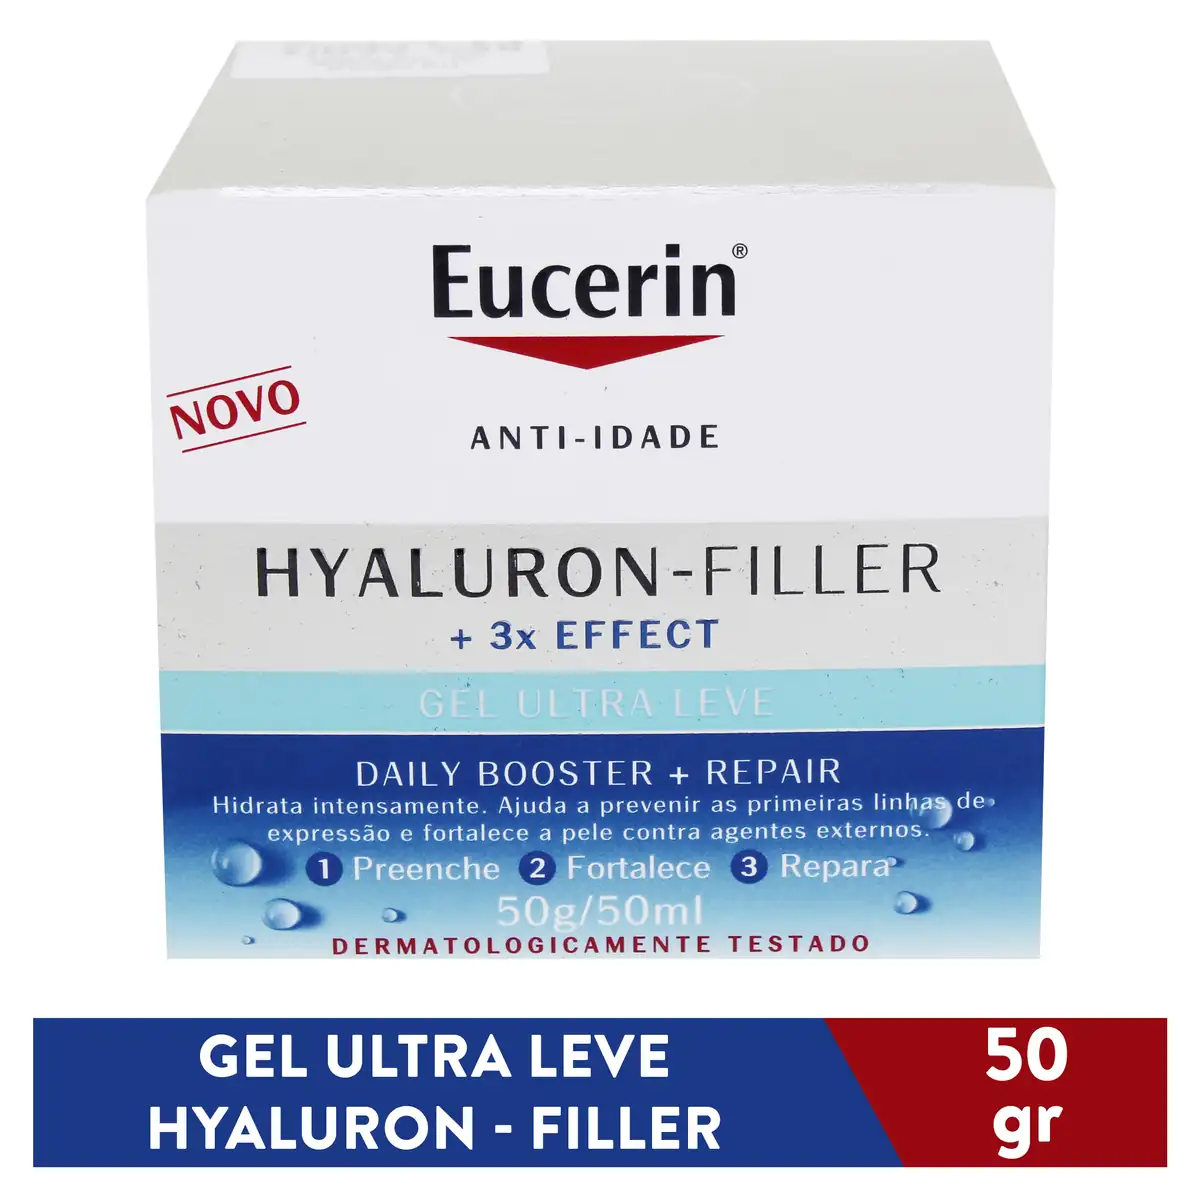 Eucerin®
NOVO
ANTI-IDADE
HYALURON-FILLER
+ 3x EFFECT
GEL ULTRA LEVE
DAILY BOOSTER + REPAIR
Hidrata intensamente. Ajuda a prevenir as primeiras linhas de
expressão e fortalece a pele contra agentes externos.
1 Preenche 2 Fortalece 3 Repara
50g/50ml
DERMATOLOGICAMENTE TESTADO
GEL ULTRA LEVE
HYALURON - FILLER
50
gr